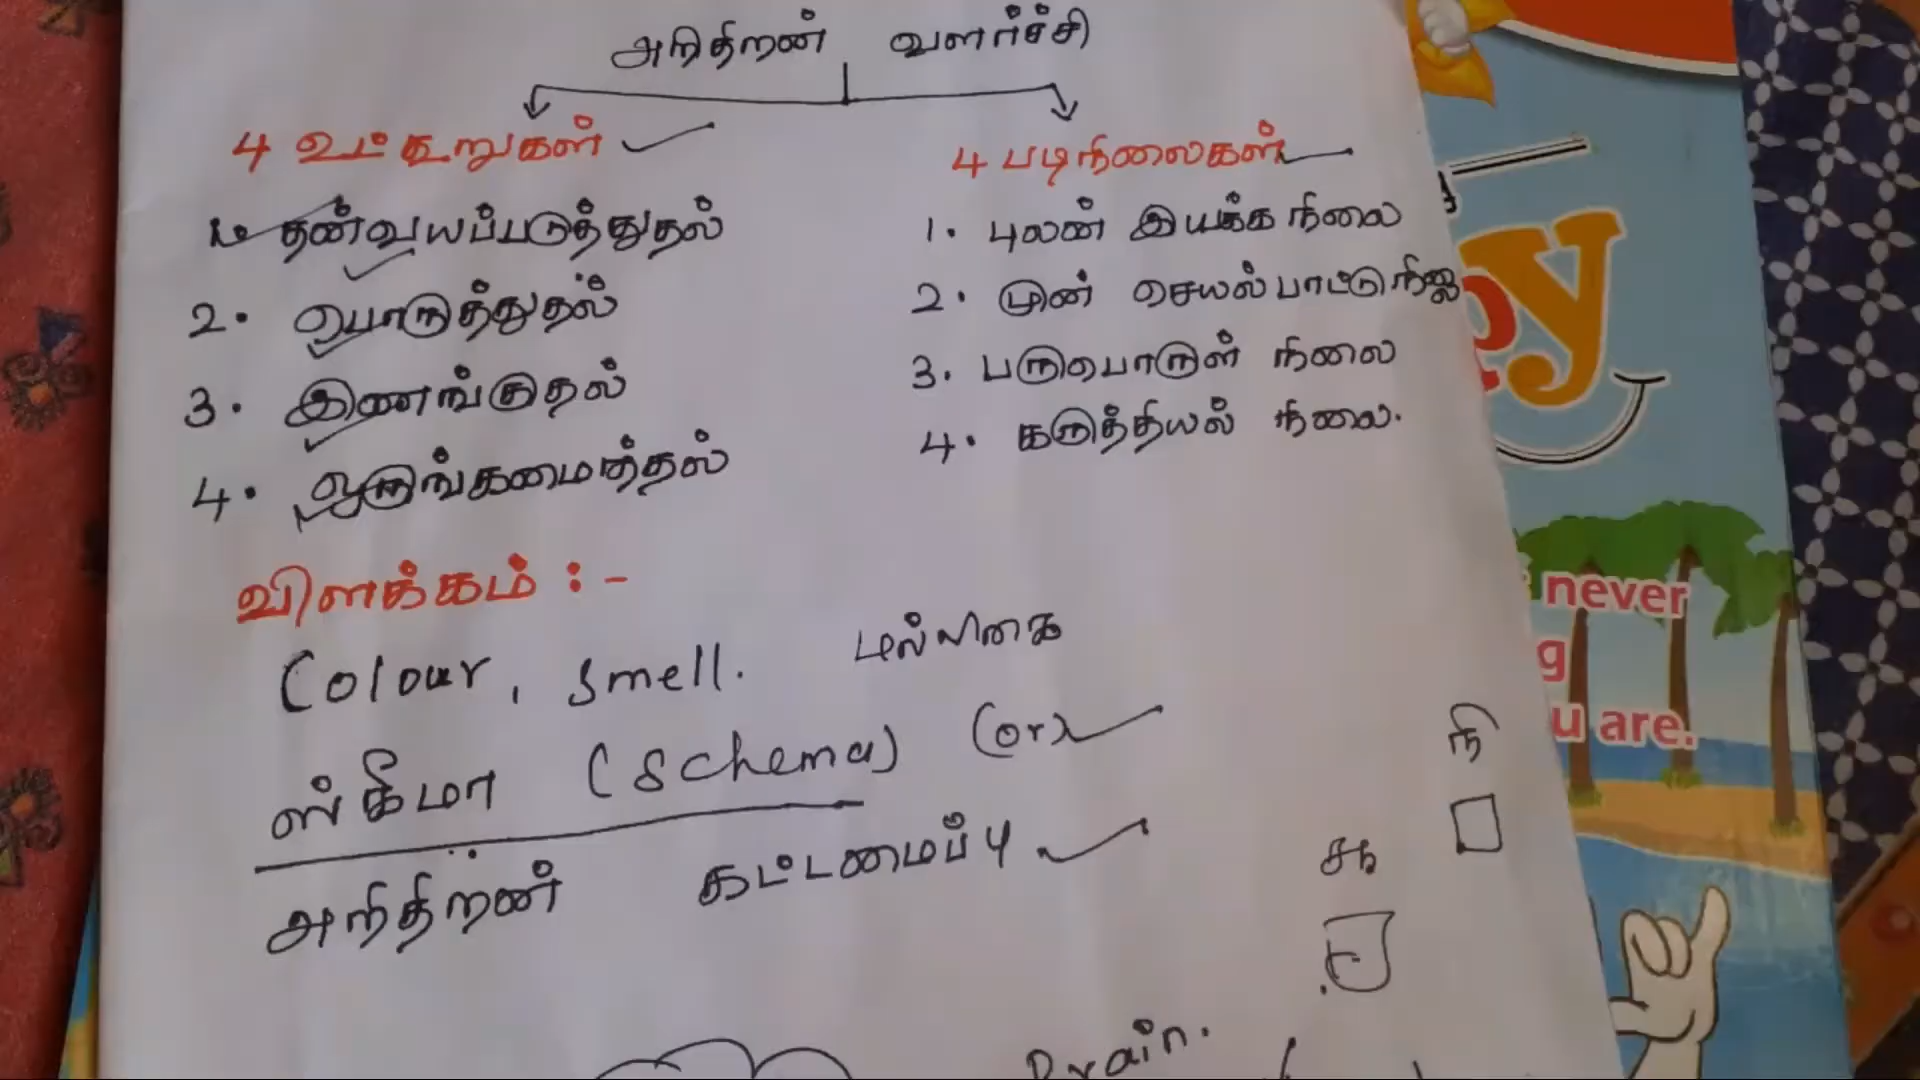 அறிதிறன் வளர்ச்சி
4 உட்கூறுகள்
1. தன்வயப்படுத்துதல்
2. பொருத்துதல்
3. இணங்குதல்
4. ஒருங்கமைத்தல்
4 படிநிலைகள்
1. புலன் இயக்க நிலை
2. முன் செயல்பாட்டு நிலை
3. பருபொருள் நிலை
4. கருத்தியல் நிலை.
விளக்கம் :-
Colour, smell. மல்லிகை
ஸ்கீமா (Schema) (or)
அறிதிறன் கட்டமைப்பு
நி
Brain.
py
never
g
u are.